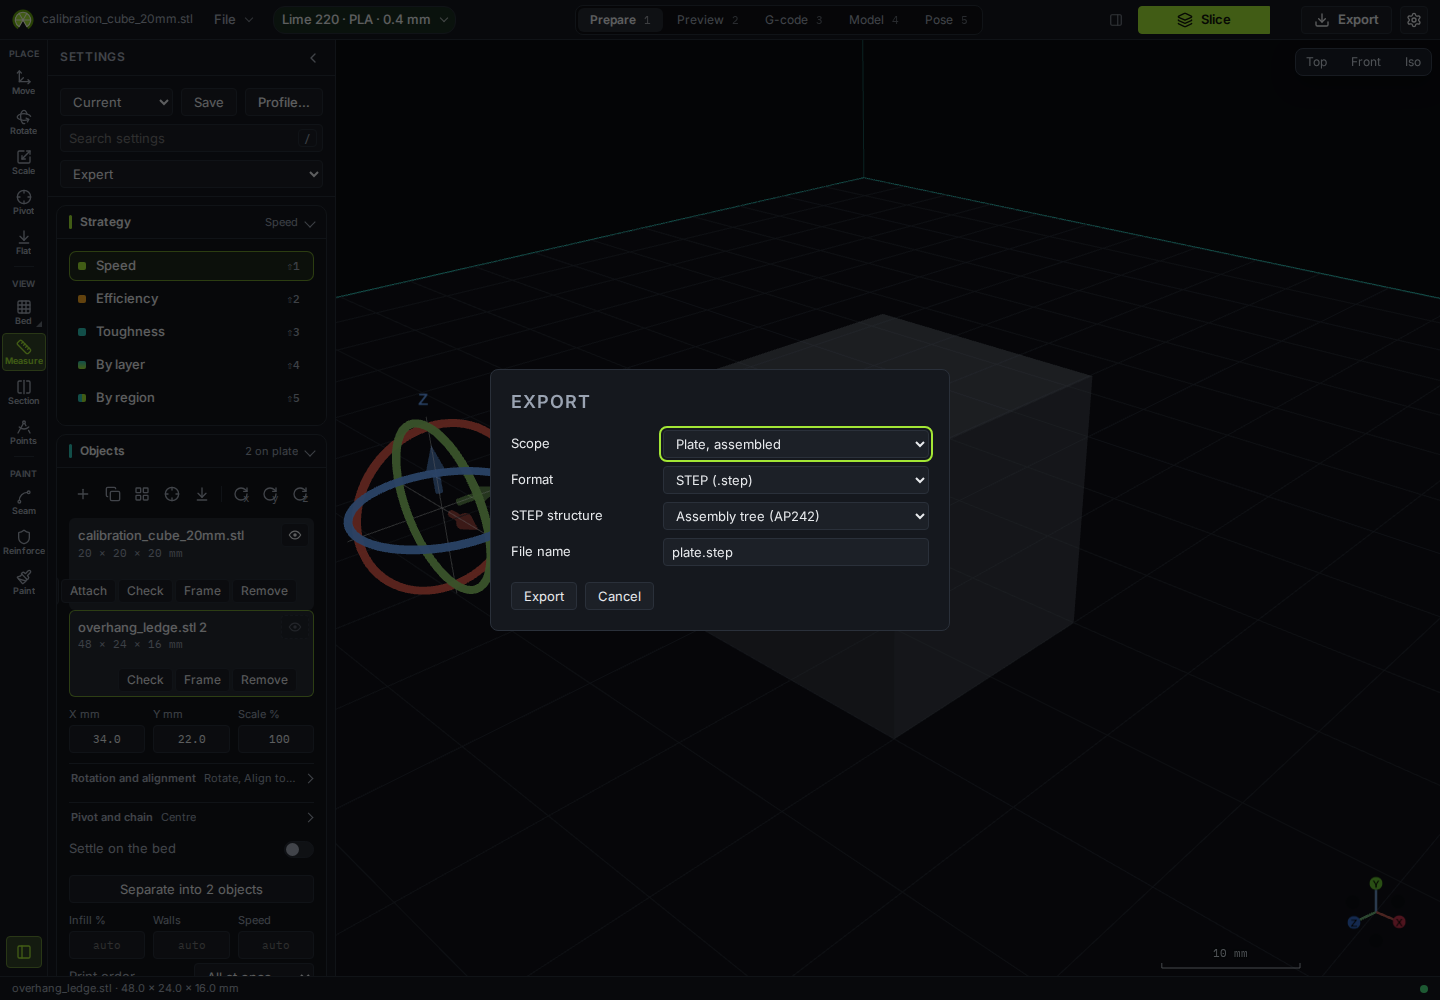 calibration_cube_20mm.stl File Lime 220 · PLA · 0.4 mm Prepare 1 Preview 2 G-code 3 Model 4 Pose 5 Slice Export
PLACE
Move
Rotate
Scale
Pivot
Flat
VIEW
Bed
Measure
Section
Points
PAINT
Seam
Reinforce
Paint
SETTINGS
Current Save Profile...
Search settings /
Expert
Strategy Speed
Speed ⇧1
Efficiency ⇧2
Toughness ⇧3
By layer ⇧4
By region ⇧5
Objects 2 on plate
calibration_cube_20mm.stl
20 × 20 × 20 mm
Attach Check Frame Remove
overhang_ledge.stl 2
48 × 24 × 16 mm
Check Frame Remove
X mm Y mm Scale %
34.0 22.0 100
Rotation and alignment Rotate, Align to...
Pivot and chain Centre
Settle on the bed
Separate into 2 objects
Infill % Walls Speed
auto auto auto
Print order All at once
Top Front Iso
Z
EXPORT
Scope Plate, assembled
Format STEP (.step)
STEP structure Assembly tree (AP242)
File name plate.step
Export Cancel
Y
Z X
10 mm
overhang_ledge.stl · 48.0 × 24.0 × 16.0 mm